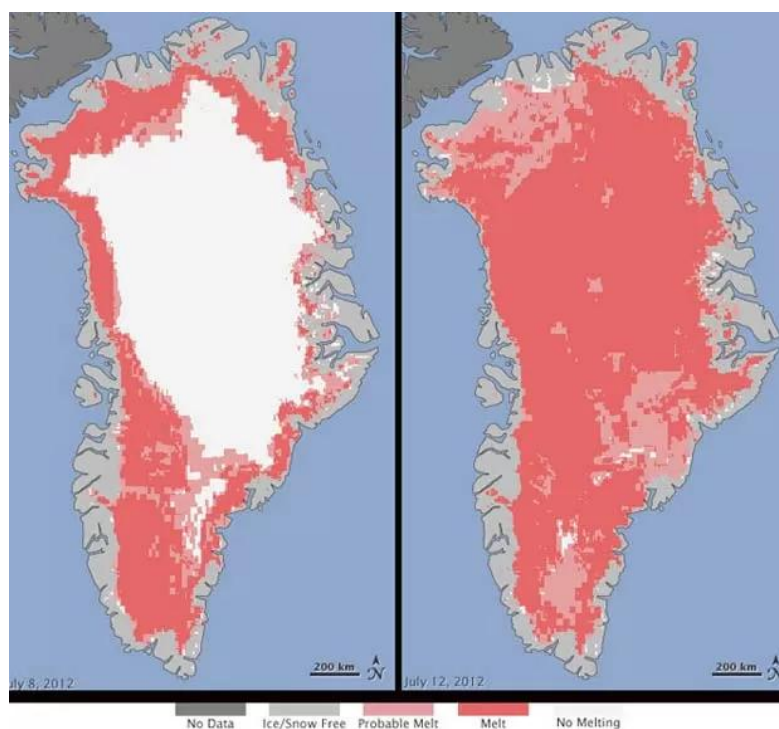 200 km
N
200 km
N
uly 8, 2012
July 12, 2012
No Data
Ice/Snow Free
Probable Melt
Melt
No Melting